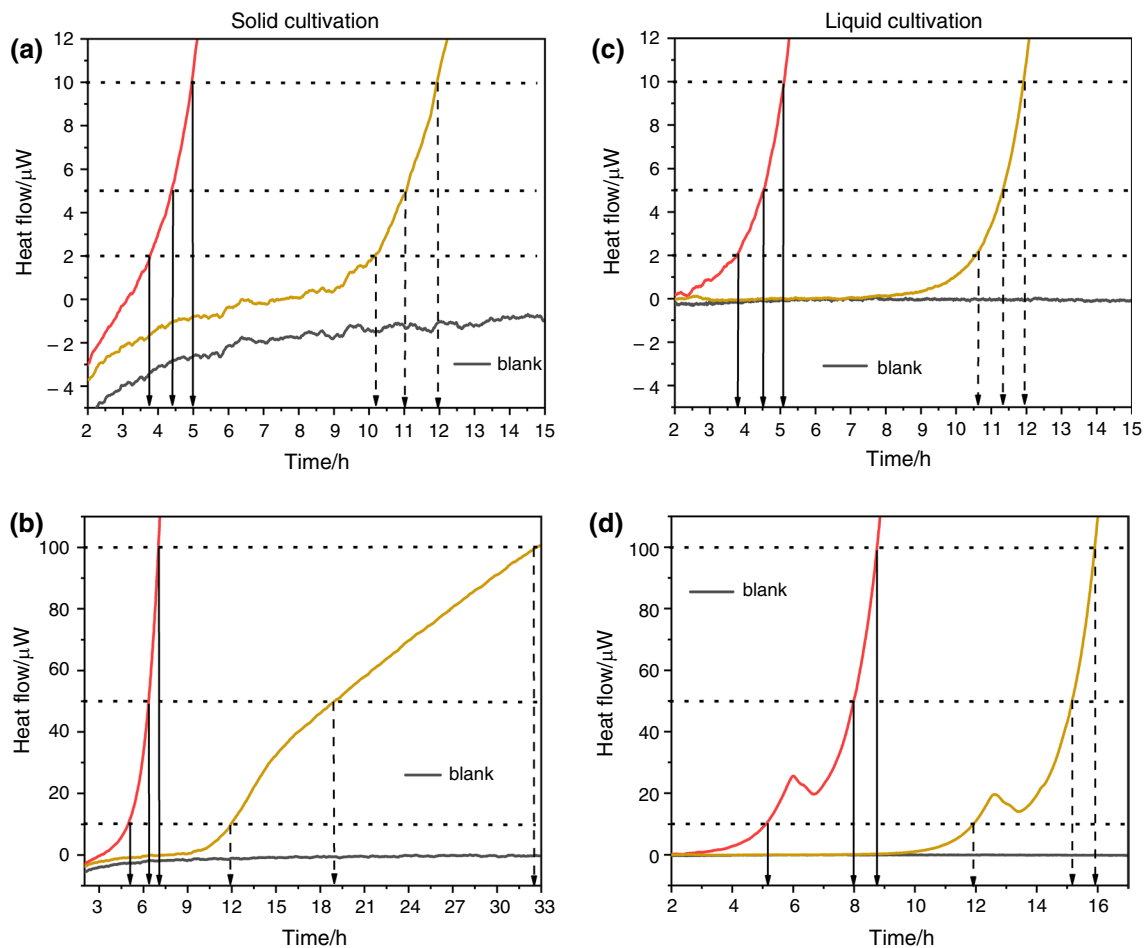 Solid cultivation
(a)
12
10
8
6
4
2
0
– 2
– 4
Heat flow/μW
blank
2 3 4 5 6 7 8 9 10 11 12 13 14 15
Time/h
Liquid cultivation
(c)
12
10
8
6
4
2
0
– 2
– 4
Heat flow/μW
blank
2 3 4 5 6 7 8 9 10 11 12 13 14 15
Time/h
(b)
100
80
60
40
20
0
Heat flow/μW
blank
3 6 9 12 15 18 21 24 27 30 33
Time/h
(d)
100
80
60
40
20
0
Heat flow/μW
blank
2 4 6 8 10 12 14 16
Time/h